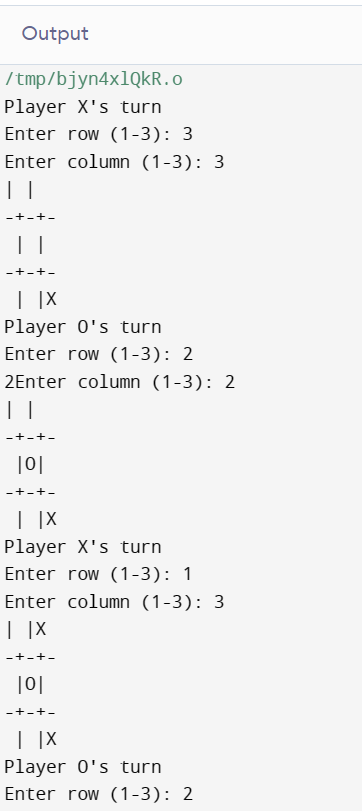 Output
/tmp/bjyn4xlQkR.o
Player X's turn
Enter row (1-3): 3
Enter column (1-3): 3
| |
-+-+-
 | |
-+-+-
 | |X
Player O's turn
Enter row (1-3): 2
2Enter column (1-3): 2
| |
-+-+-
 |O|
-+-+-
 | |X
Player X's turn
Enter row (1-3): 1
Enter column (1-3): 3
| |X
-+-+-
 |O|
-+-+-
 | |X
Player O's turn
Enter row (1-3): 2